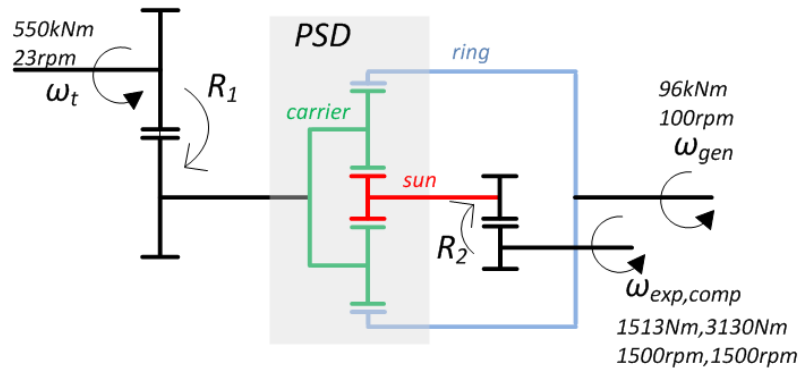 550kNm
23rpm
ωt
R1
PSD
carrier
ring
sun
R2
96kNm
100rpm
ωgen
ωexp,comp
1513Nm,3130Nm
1500rpm,1500rpm